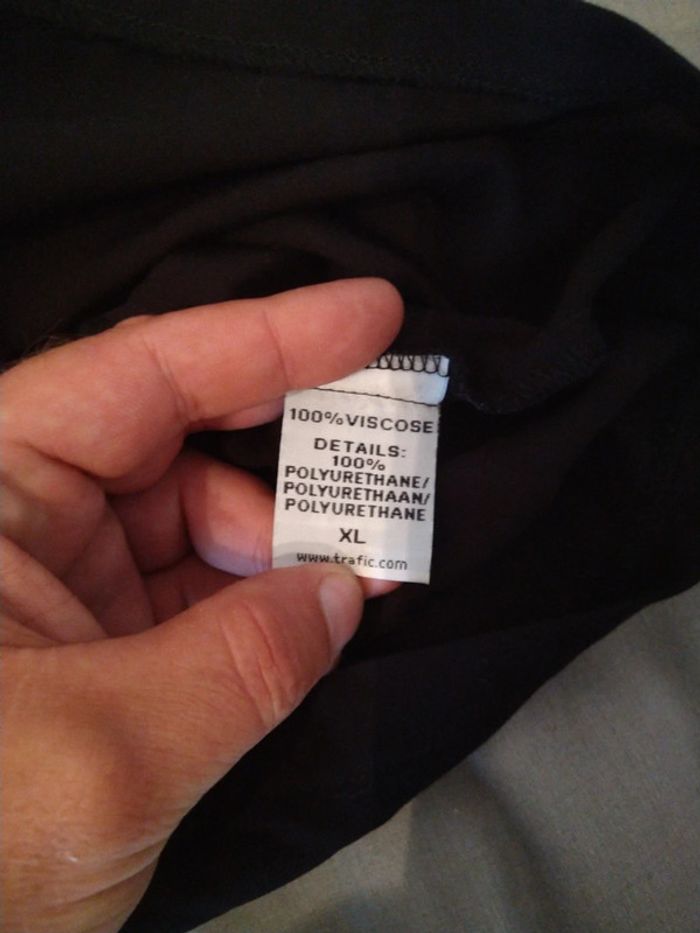 100%VISCOSE
DETAILS:
100%
POLYURETHANE/
POLYURETHAAN/
POLYURETHANE
XL
www.trafic.com